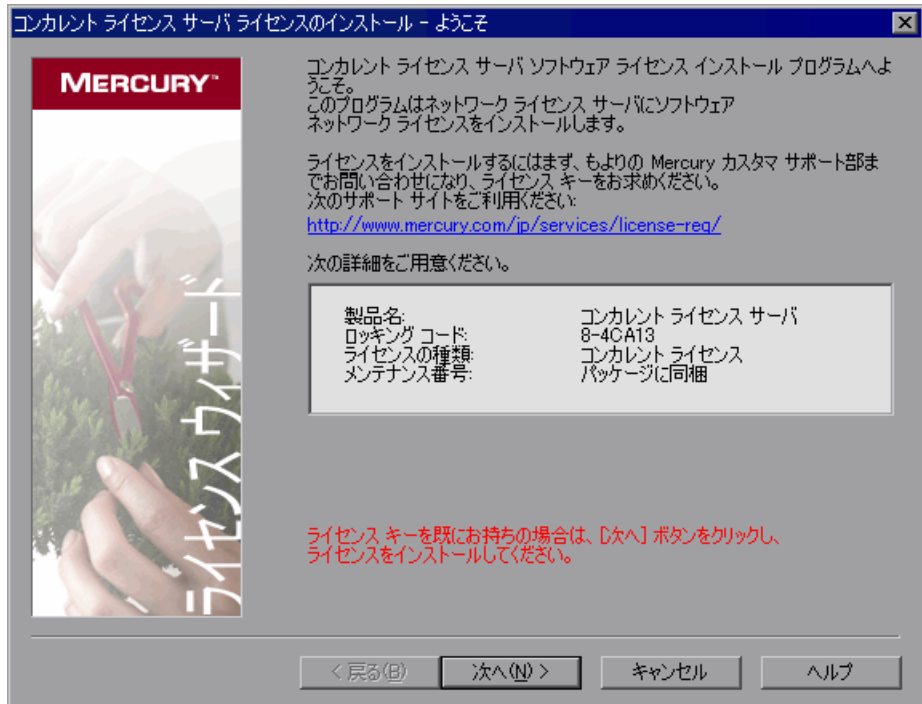 コンカレント ライセンス サーバ ライセンスのインストール - ようこそ
MERCURY™
コンカレント ライセンス サーバ ソフトウェア ライセンス インストール プログラムへよ
うこそ。
このプログラムはネットワーク ライセンス サーバにソフトウェア
ネットワーク ライセンスをインストールします。
ライセンスをインストールするにはまず、もよりの Mercury カスタマ サポート部ま
でお問い合わせになり、ライセンス キーをお求めください。
次のサポート サイトをご利用ください:
http://www.mercury.com/jp/services/license-req/
次の詳細をご用意ください。
製品名: コンカレント ライセンス サーバ
ロッキング コード: 8-4CA13
ライセンスの種類: コンカレント ライセンス
メンテナンス番号: パッケージに同梱
ライセンス ウィザード
ライセンス キーを既にお持ちの場合は、[次へ] ボタンをクリックし、
ライセンスをインストールしてください。
< 戻る(B) 次へ(N) > キャンセル ヘルプ